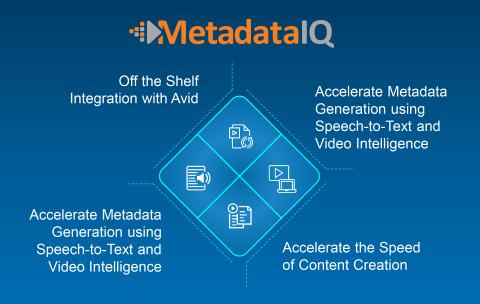 MetadataIQ
Off the Shelf
Integration with Avid
Accelerate Metadata
Generation using
Speech-to-Text and
Video Intelligence
Accelerate Metadata
Generation using
Speech-to-Text and
Video Intelligence
Accelerate the Speed
of Content Creation